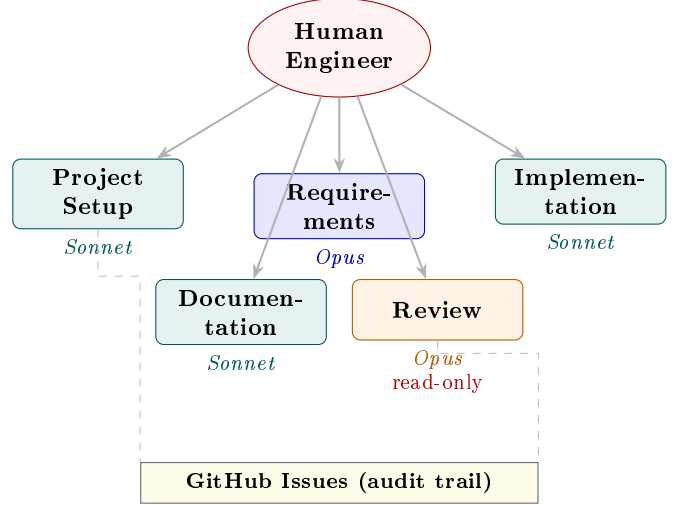 Human
Engineer
Project
Setup
Sonnet
Require-
ments
Opus
Implemen-
tation
Sonnet
Documen-
tation
Sonnet
Review
Opus
read-only
GitHub Issues (audit trail)